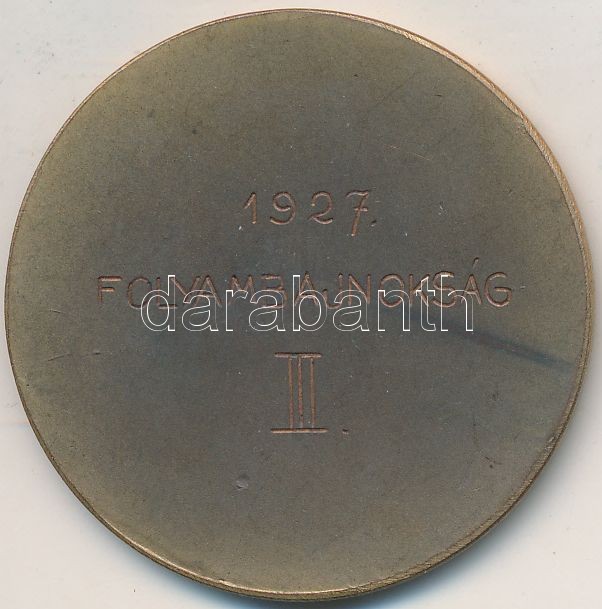 1927.
FOLYAMBAJNOKSÁG
darabanth
III.